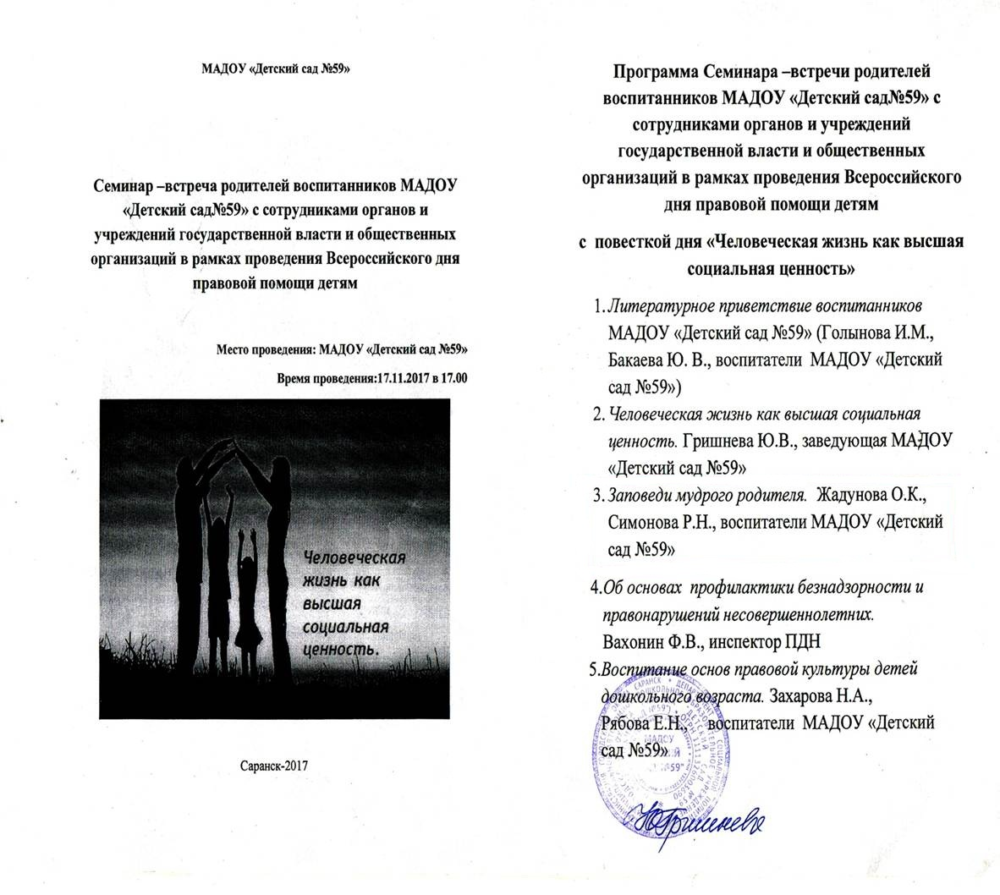 МАДОУ «Детский сад №59»
Семинар –встреча родителей воспитанников МАДОУ
«Детский сад№59» с сотрудниками органов и
учреждений государственной власти и общественных
организаций в рамках проведения Всероссийского дня
правовой помощи детям
Место проведения: МАДОУ «Детский сад №59»
Время проведения:17.11.2017 в 17.00
Человеческая
жизнь как
высшая
социальная
ценность.
Саранск-2017
Программа Семинара –встречи родителей
воспитанников МАДОУ «Детский сад№59» с
сотрудниками органов и учреждений
государственной власти и общественных
организаций в рамках проведения Всероссийского
дня правовой помощи детям
с повесткой дня «Человеческая жизнь как высшая
социальная ценность»
1. Литературное приветствие воспитанников
МАДОУ «Детский сад №59» (Голынова И.М.,
Бакаева Ю. В., воспитатели МАДОУ «Детский
сад №59»)
2. Человеческая жизнь как высшая социальная
ценность. Гришнева Ю.В., заведующая МАДОУ
«Детский сад №59»
3. Заповеди мудрого родителя. Жадунова О.К.,
Симонова Р.Н., воспитатели МАДОУ «Детский
сад №59»
4.Об основах профилактики безнадзорности и
правонарушений несовершеннолетних.
Вахонин Ф.В., инспектор ПДН
5.Воспитание основ правовой культуры детей
дошкольного возраста. Захарова Н.А.,
Рябова Е.Н., воспитатели МАДОУ «Детский
сад №59»
МАДОУ
№59"
ЮГришнева